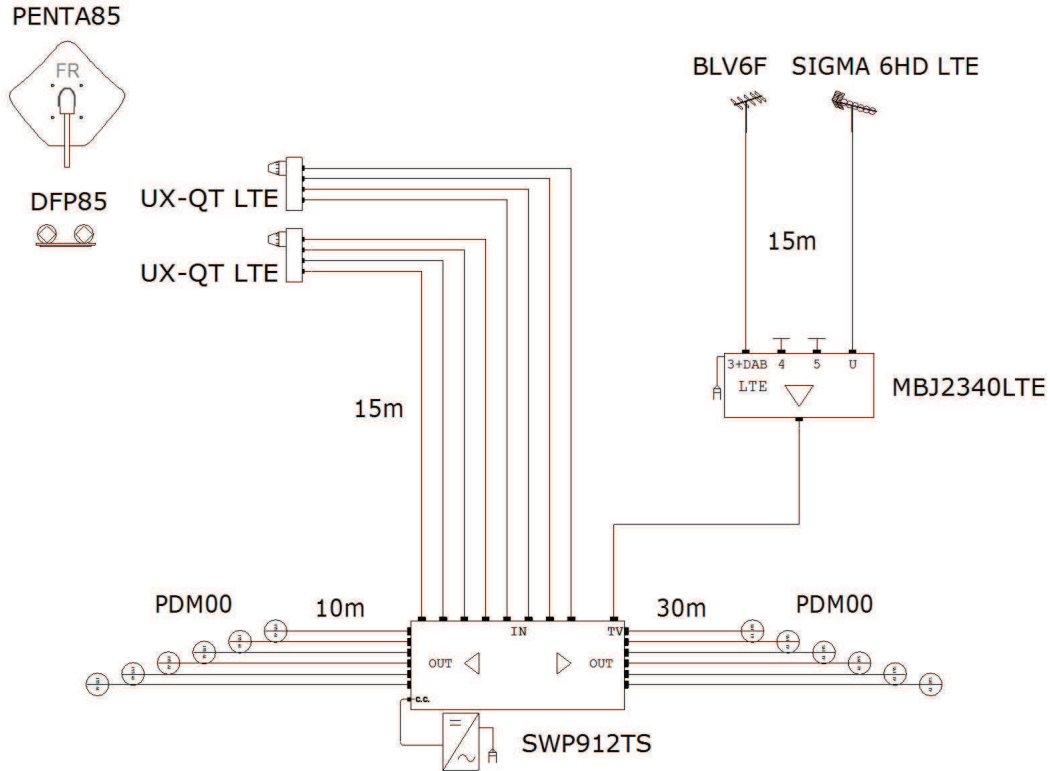 PENTA85
FR
BLV6F
SIGMA 6HD LTE
DFP85
UX-QT LTE
UX-QT LTE
15m
3+DAB 4 5 U
LTE
MBJ2340LTE
15m
PDM00
10m
30m
PDM00
IN
TV
OUT
OUT
C.C.
SWP912TS